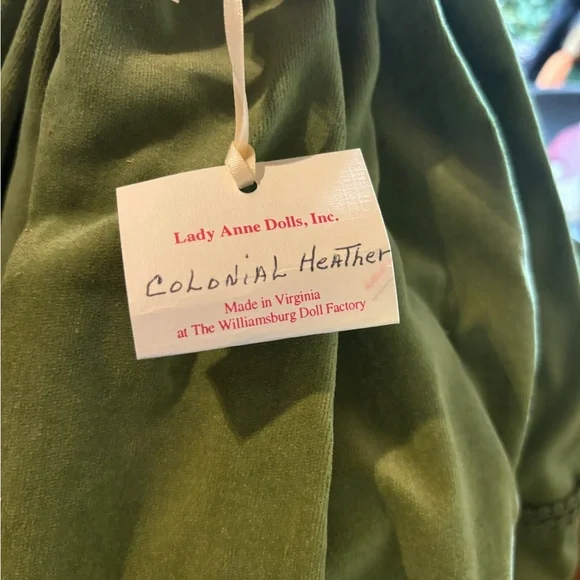 Lady Anne Dolls, Inc.
COLONIAL HEATHER
Made in Virginia
at The Williamsburg Doll Factory